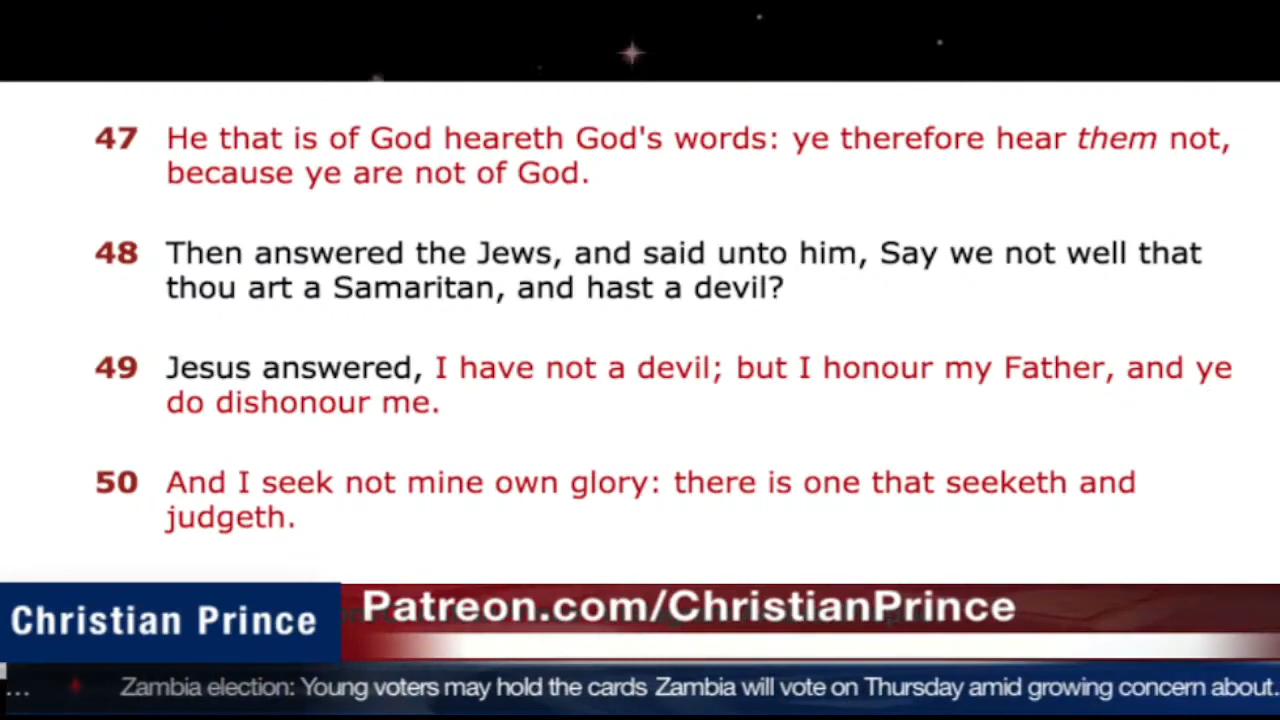 47 He that is of God heareth God's words: ye therefore hear them not,
because ye are not of God.
48 Then answered the Jews, and said unto him, Say we not well that
thou art a Samaritan, and hast a devil?
49 Jesus answered, I have not a devil; but I honour my Father, and ye
do dishonour me.
50 And I seek not mine own glory: there is one that seeketh and
judgeth.
Christian Prince
Patreon.com/ChristianPrince
... Zambia election: Young voters may hold the cards Zambia will vote on Thursday amid growing concern about.